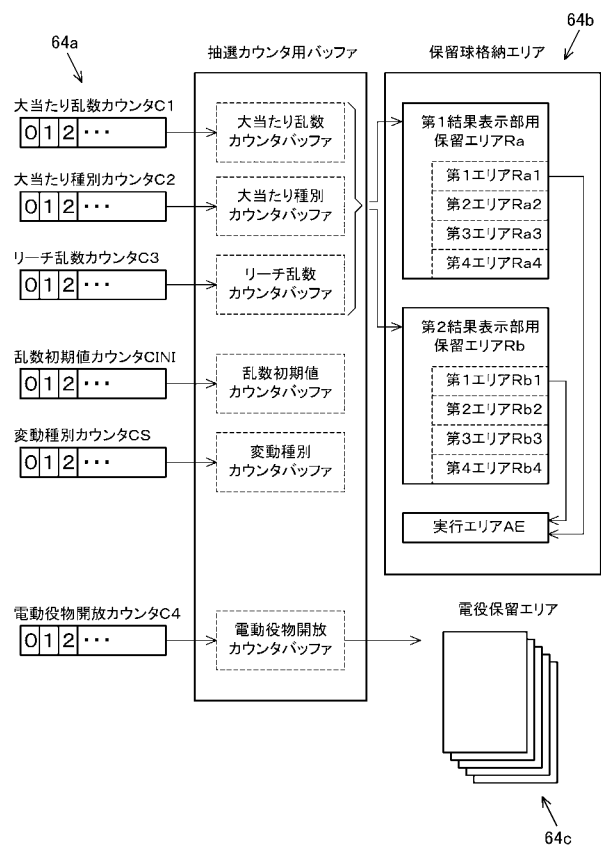 64a
64b
抽選カウンタ用バッファ
保留球格納エリア
大当たり乱数カウンタC1
0 1 2 ・・・
大当たり乱数
カウンタバッファ
大当たり種別カウンタC2
0 1 2 ・・・
大当たり種別
カウンタバッファ
リーチ乱数カウンタC3
0 1 2 ・・・
リーチ乱数
カウンタバッファ
乱数初期値カウンタCINI
0 1 2 ・・・
乱数初期値
カウンタバッファ
変動種別カウンタCS
0 1 2 ・・・
変動種別
カウンタバッファ
電動役物開放カウンタC4
0 1 2 ・・・
電動役物開放
カウンタバッファ
第1結果表示部用
保留エリアRa
第1エリアRa1
第2エリアRa2
第3エリアRa3
第4エリアRa4
第2結果表示部用
保留エリアRb
第1エリアRb1
第2エリアRb2
第3エリアRb3
第4エリアRb4
実行エリアAE
電役保留エリア
64c